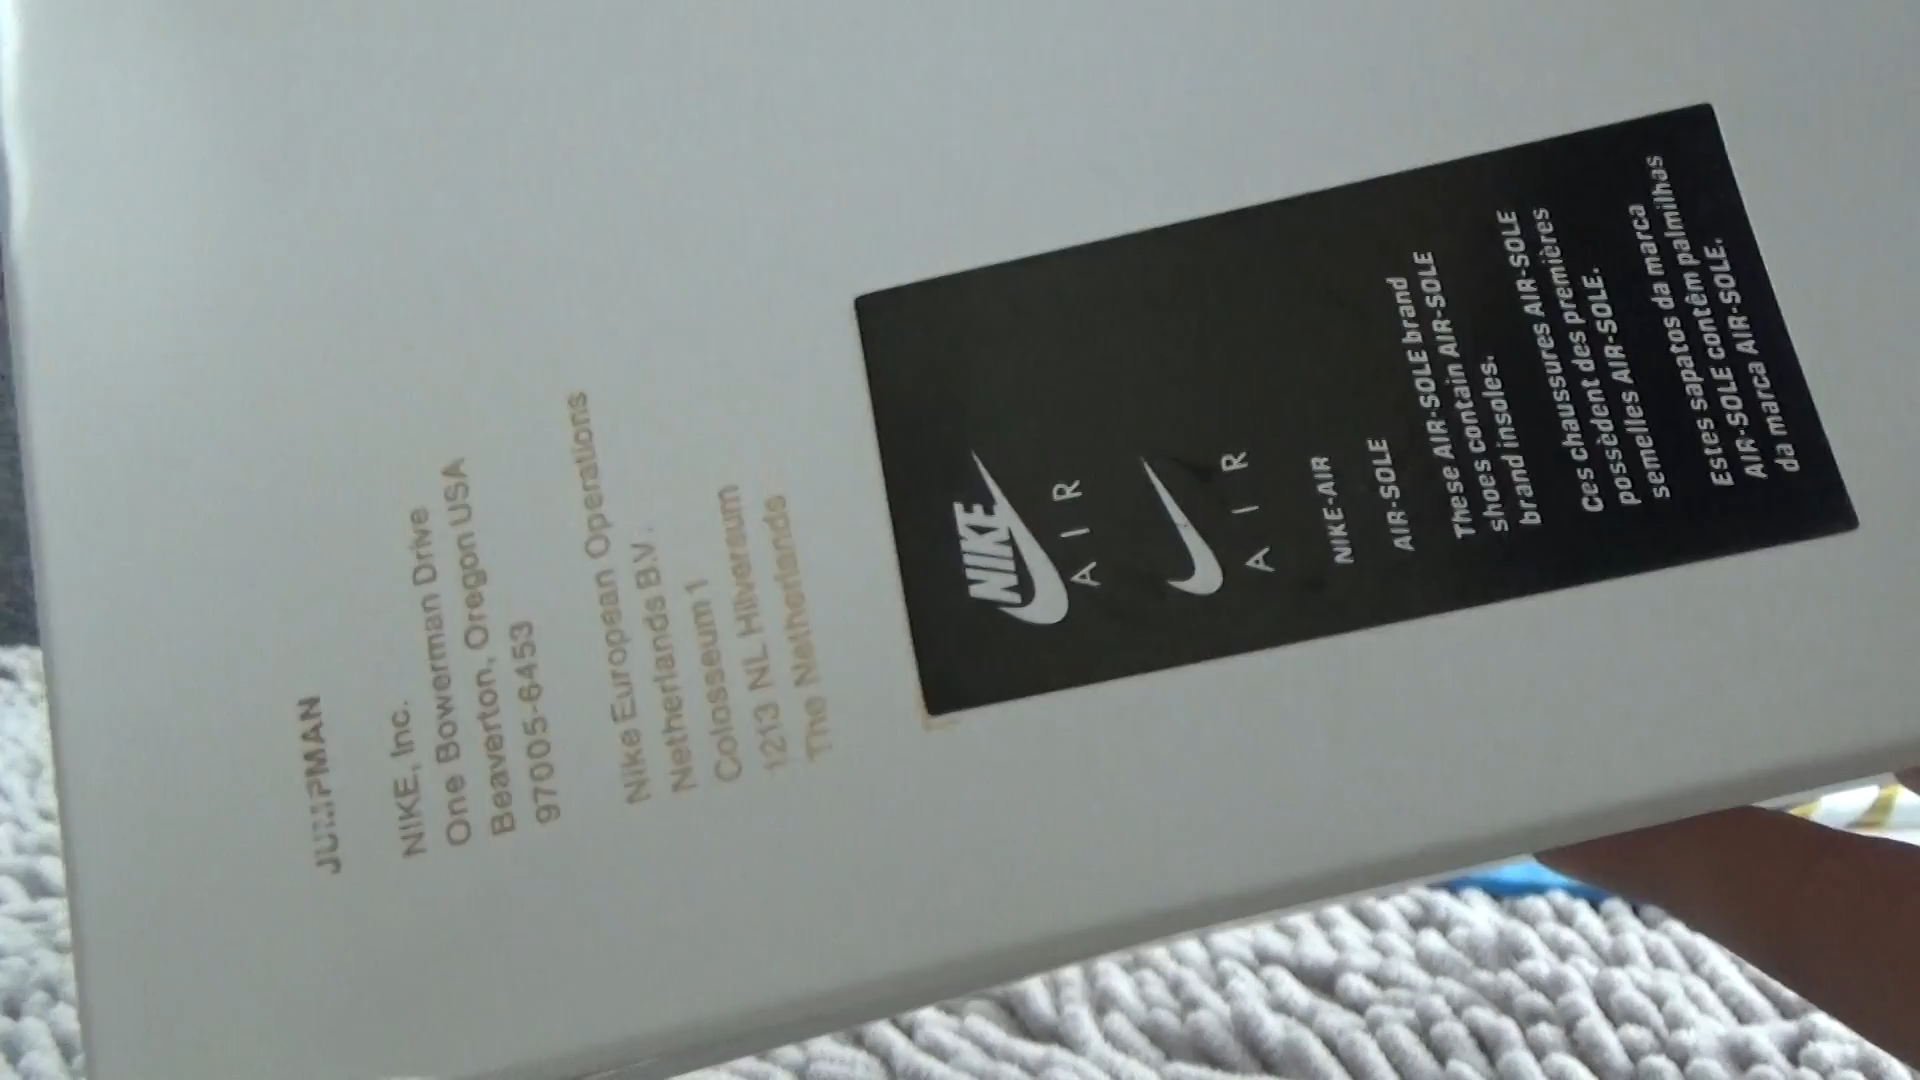 JUMPMAN
NIKE, Inc.
One Bowerman Drive
Beaverton, Oregon USA
97005-6453
Nike European Operations
Netherlands B.V.
Colosseum 1
1213 NL Hilversum
The Netherlands
NIKE
AIR
AIR
NIKE-AIR
AIR-SOLE
These AIR-SOLE brand
shoes contain AIR-SOLE
brand insoles.
Ces chaussures AIR-SOLE
possèdent des premières
semelles AIR-SOLE.
Estes sapatos da marca
AIR-SOLE contêm palmilhas
da marca AIR-SOLE.